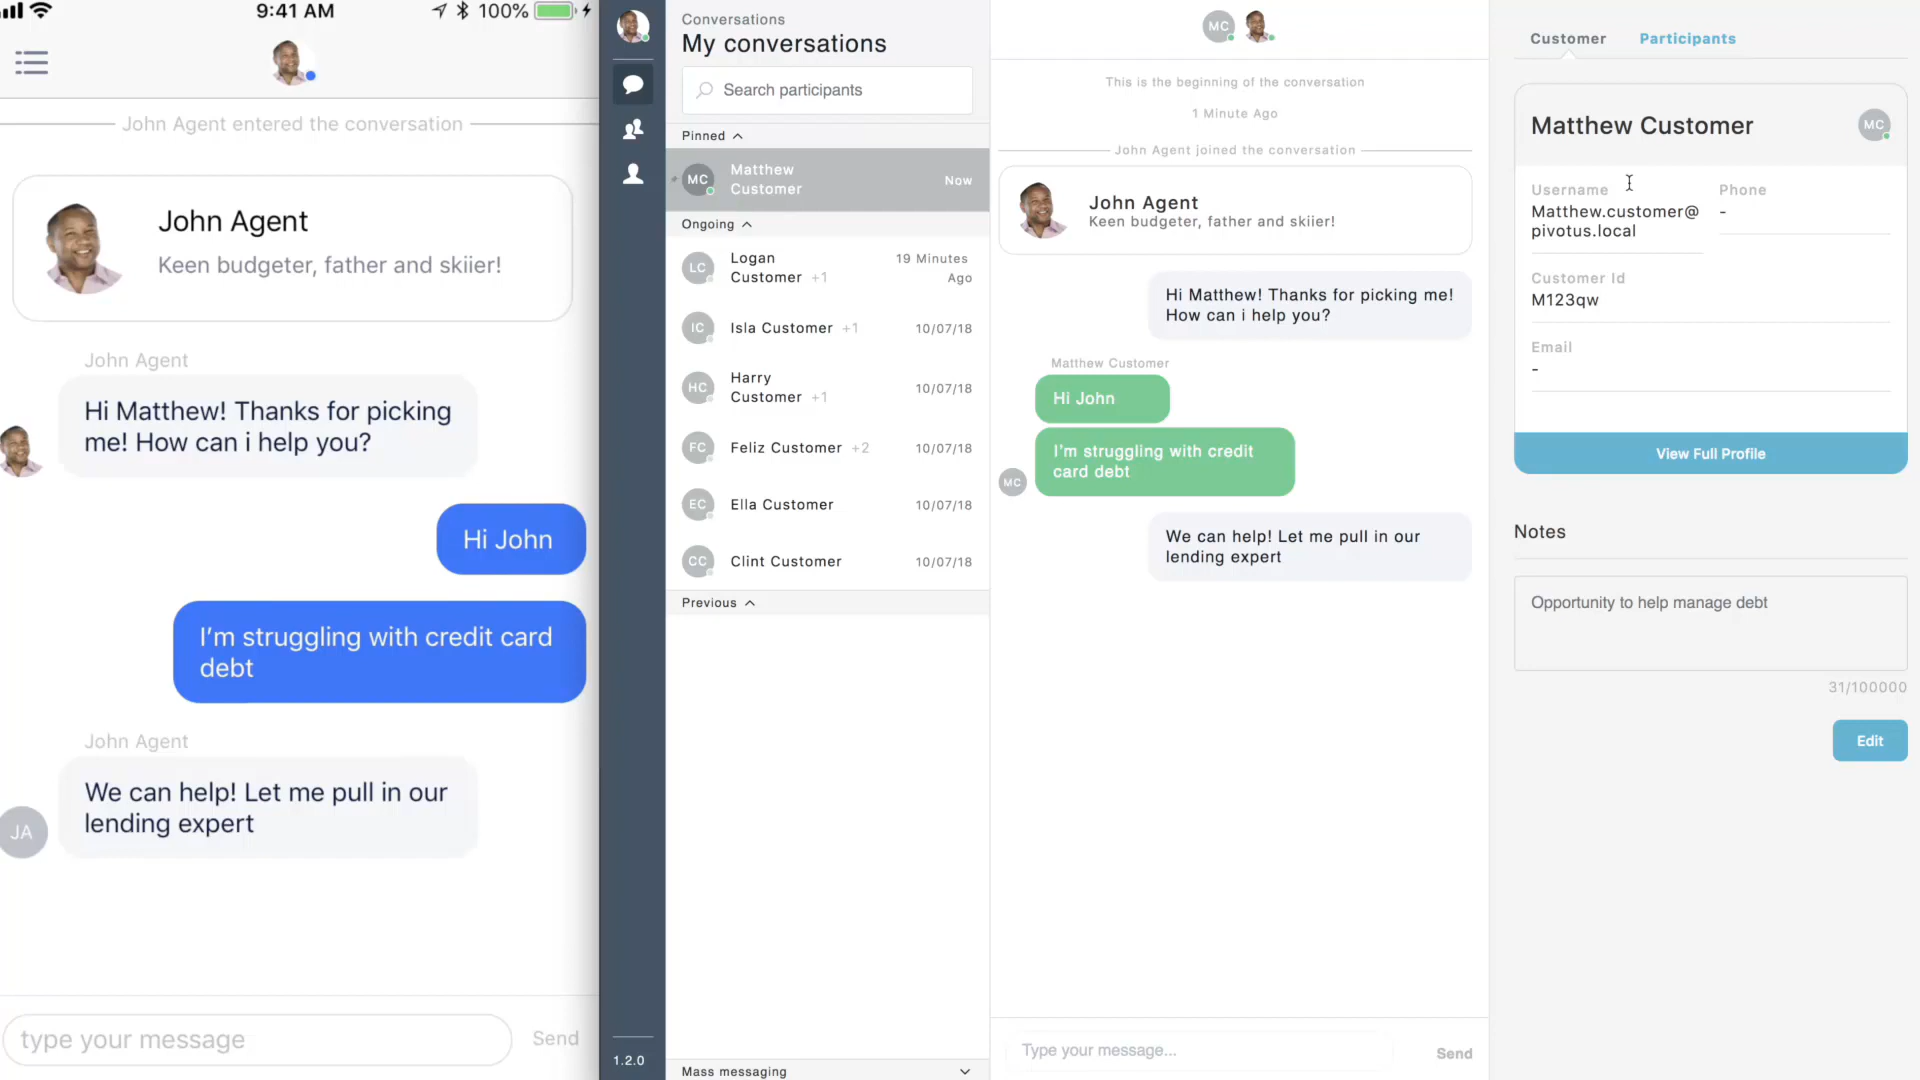 9:41 AM
100%
John Agent entered the conversation
John Agent
Keen budgeter, father and skiier!
John Agent
Hi Matthew! Thanks for picking
me! How can i help you?
Hi John
I'm struggling with credit card
debt
John Agent
We can help! Let me pull in our
lending expert
JA
type your message
Send
1.2.0
Conversations
My conversations
Search participants
Pinned
MC
Matthew
Customer
Now
Ongoing
LC
Logan
Customer +1
19 Minutes
Ago
IC
Isla Customer +1
10/07/18
HC
Harry
Customer +1
10/07/18
FC
Feliz Customer +2
10/07/18
EC
Ella Customer
10/07/18
CC
Clint Customer
10/07/18
Previous
Mass messaging
MC
This is the beginning of the conversation
1 Minute Ago
John Agent joined the conversation
John Agent
Keen budgeter, father and skiier!
Hi Matthew! Thanks for picking me!
How can i help you?
Matthew Customer
Hi John
I'm struggling with credit
card debt
MC
We can help! Let me pull in our
lending expert
Type your message...
Send
Customer
Participants
Matthew Customer
MC
Username
Matthew.customer@
pivotus.local
Phone
-
Customer Id
M123qw
Email
-
View Full Profile
Notes
Opportunity to help manage debt
31/100000
Edit